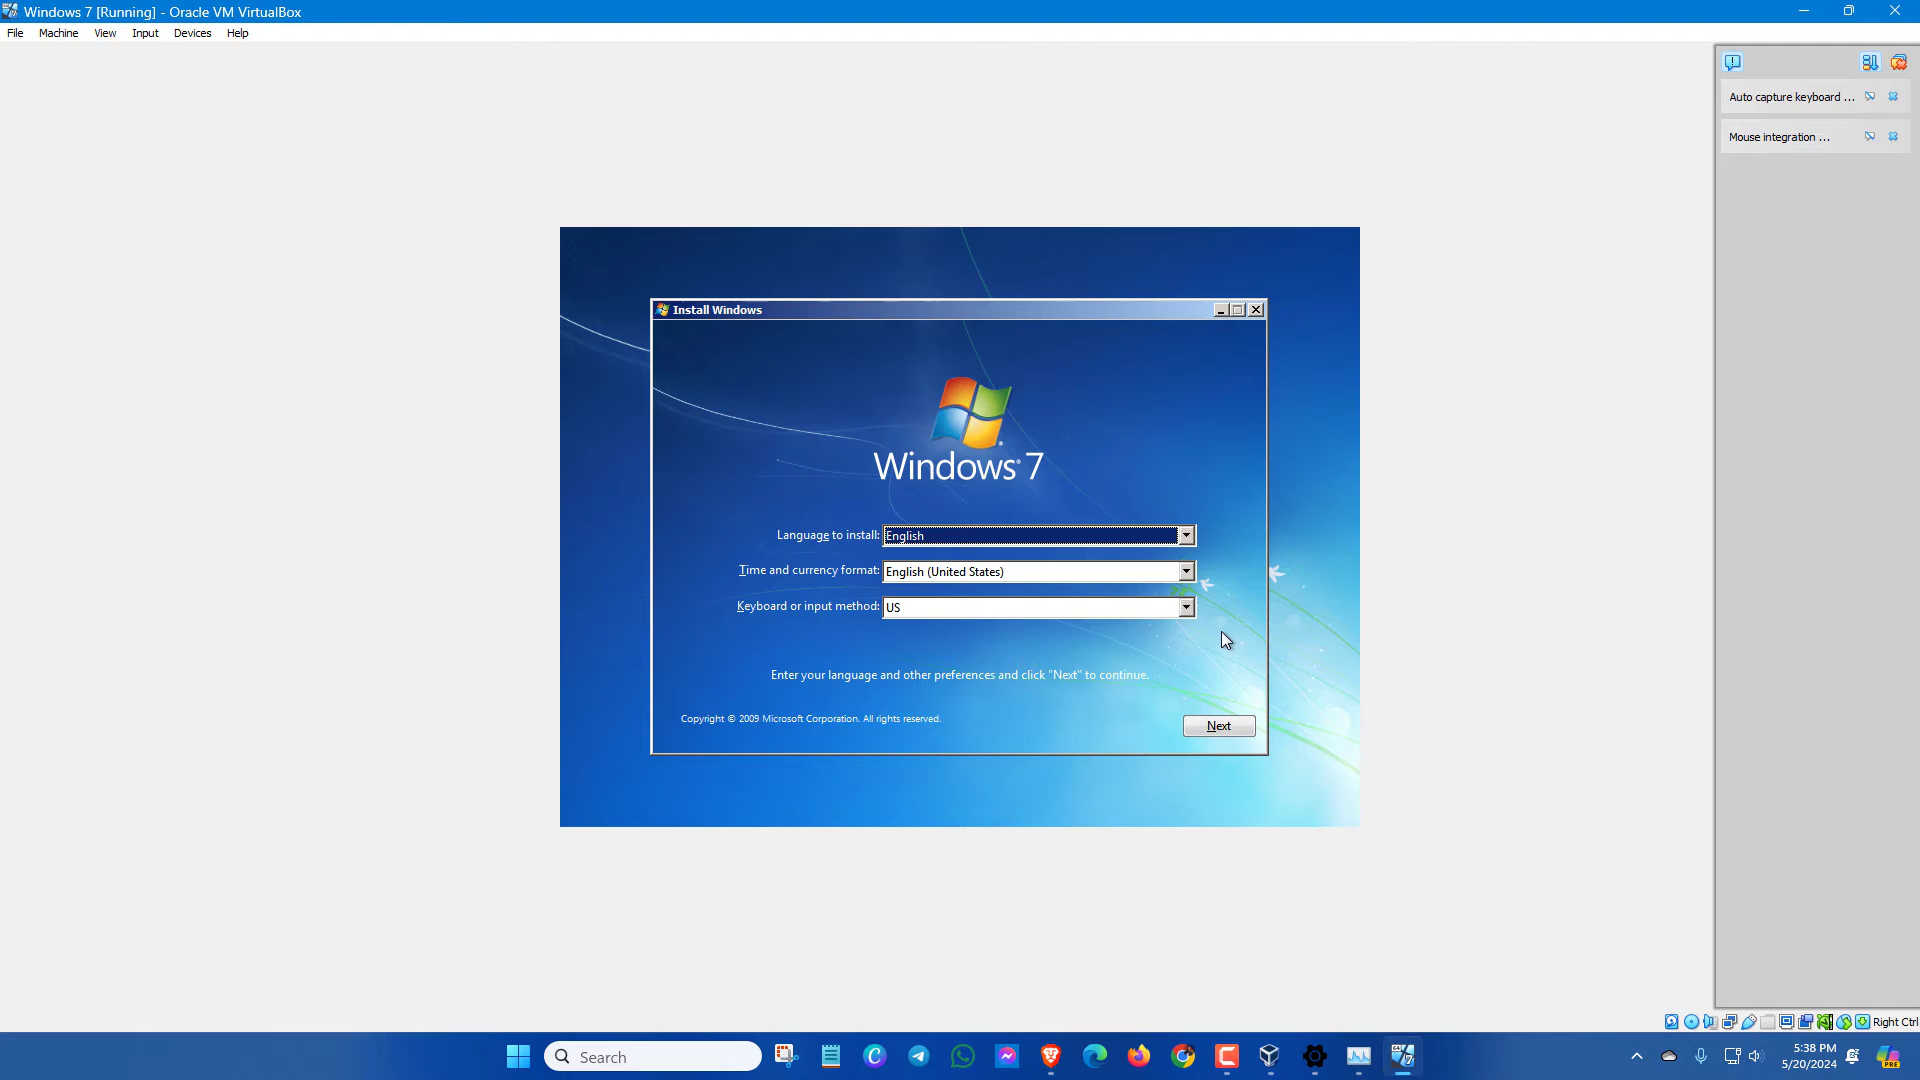 Windows 7 [Running] - Oracle VM VirtualBox
File Machine View Input Devices Help
Auto capture keyboard ...
Mouse integration ...
Install Windows
Windows® 7
Language to install: English
Time and currency format: English (United States)
Keyboard or input method: US
Enter your language and other preferences and click "Next" to continue.
Copyright © 2009 Microsoft Corporation. All rights reserved.
Next
Right Ctrl
Search
5:38 PM
5/20/2024
PRE